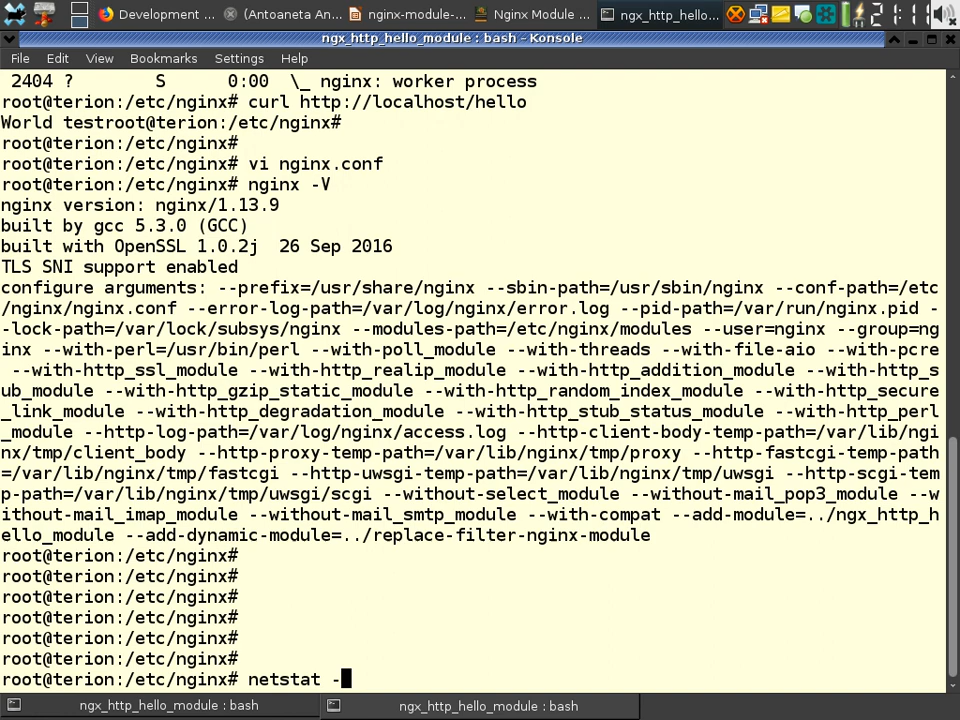 Development ...
(Antoaneta An...
nginx-module-...
Nginx Module ...
ngx_http_hello...
21:11
ngx_http_hello_module : bash – Konsole
File Edit View Bookmarks Settings Help
2404 ?        S      0:00  \_ nginx: worker process
root@terion:/etc/nginx# curl http://localhost/hello
World testroot@terion:/etc/nginx#
root@terion:/etc/nginx#
root@terion:/etc/nginx# vi nginx.conf
root@terion:/etc/nginx# nginx -V
nginx version: nginx/1.13.9
built by gcc 5.3.0 (GCC)
built with OpenSSL 1.0.2j  26 Sep 2016
TLS SNI support enabled
configure arguments: --prefix=/usr/share/nginx --sbin-path=/usr/sbin/nginx --conf-path=/etc
/nginx/nginx.conf --error-log-path=/var/log/nginx/error.log --pid-path=/var/run/nginx.pid -
-lock-path=/var/lock/subsys/nginx --modules-path=/etc/nginx/modules --user=nginx --group=ng
inx --with-perl=/usr/bin/perl --with-poll_module --with-threads --with-file-aio --with-pcre
--with-http_ssl_module --with-http_realip_module --with-http_addition_module --with-http_s
ub_module --with-http_gzip_static_module --with-http_random_index_module --with-http_secure
_link_module --with-http_degradation_module --with-http_stub_status_module --with-http_perl
_module --http-log-path=/var/log/nginx/access.log --http-client-body-temp-path=/var/lib/ngi
nx/tmp/client_body --http-proxy-temp-path=/var/lib/nginx/tmp/proxy --http-fastcgi-temp-path
=/var/lib/nginx/tmp/fastcgi --http-uwsgi-temp-path=/var/lib/nginx/tmp/uwsgi --http-scgi-tem
p-path=/var/lib/nginx/tmp/uwsgi/scgi --without-select_module --without-mail_pop3_module --w
ithout-mail_imap_module --without-mail_smtp_module --with-compat --add-module=../ngx_http_h
ello_module --add-dynamic-module=../replace-filter-nginx-module
root@terion:/etc/nginx#
root@terion:/etc/nginx#
root@terion:/etc/nginx#
root@terion:/etc/nginx#
root@terion:/etc/nginx#
root@terion:/etc/nginx#
root@terion:/etc/nginx# netstat -
ngx_http_hello_module : bash
ngx_http_hello_module : bash